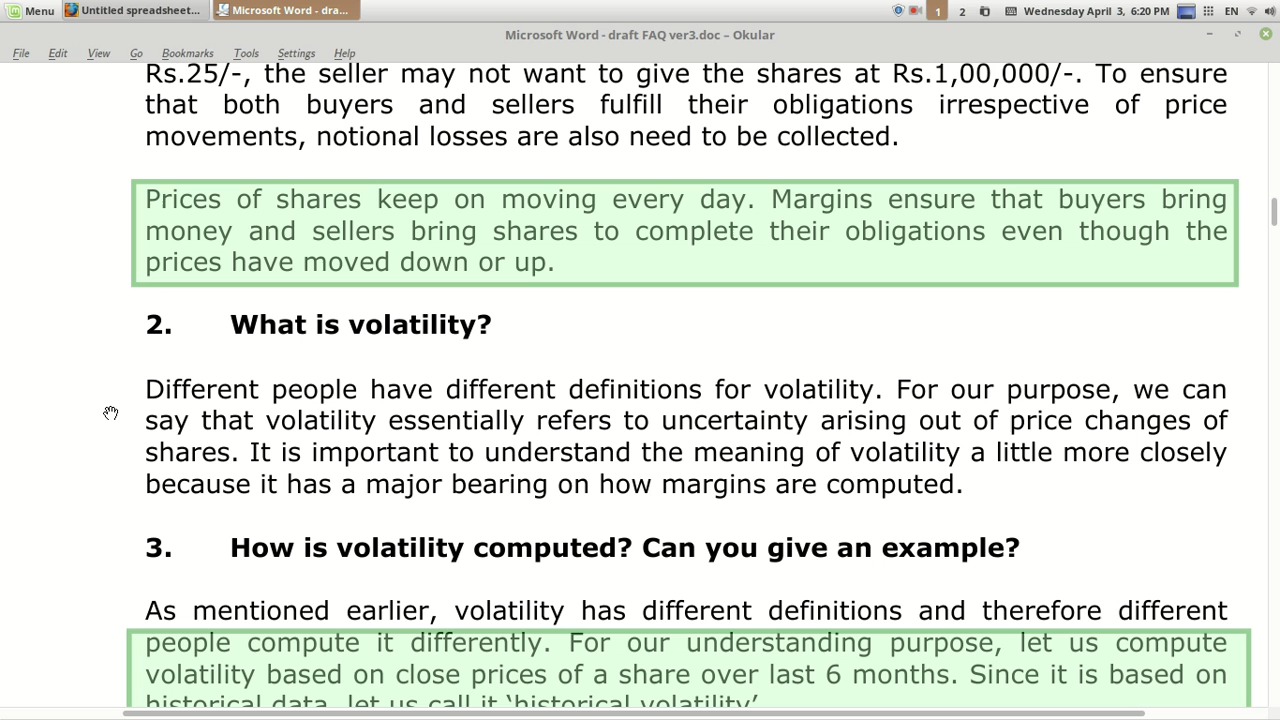 Menu Untitled spreadsheet... Microsoft Word - dra... 1 2 Wednesday April 3, 6:20 PM EN
Microsoft Word - draft FAQ ver3.doc – Okular
File Edit View Go Bookmarks Tools Settings Help
Rs.25/-, the seller may not want to give the shares at Rs.1,00,000/-. To ensure
that both buyers and sellers fulfill their obligations irrespective of price
movements, notional losses are also need to be collected.
Prices of shares keep on moving every day. Margins ensure that buyers bring
money and sellers bring shares to complete their obligations even though the
prices have moved down or up.
2. What is volatility?
Different people have different definitions for volatility. For our purpose, we can
say that volatility essentially refers to uncertainty arising out of price changes of
shares. It is important to understand the meaning of volatility a little more closely
because it has a major bearing on how margins are computed.
3. How is volatility computed? Can you give an example?
As mentioned earlier, volatility has different definitions and therefore different
people compute it differently. For our understanding purpose, let us compute
volatility based on close prices of a share over last 6 months. Since it is based on
historical data, let us call it ‘historical volatility’